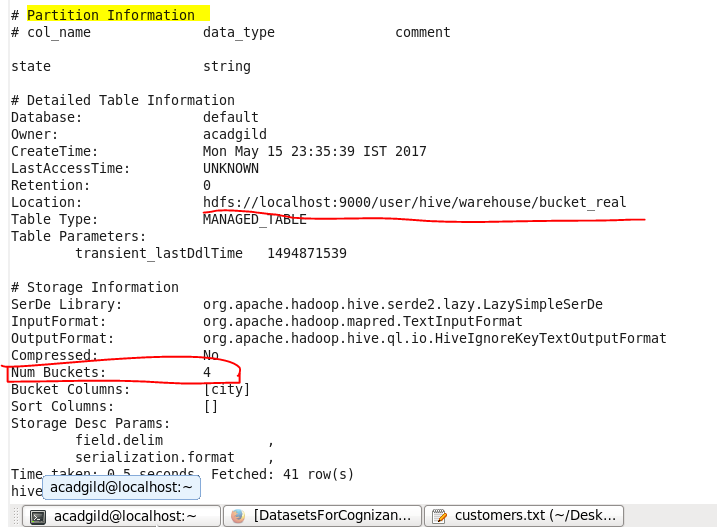 # Partition Information
# col_name data_type comment
state string
# Detailed Table Information
Database: default
Owner: acadgild
CreateTime: Mon May 15 23:35:39 IST 2017
LastAccessTime: UNKNOWN
Retention: 0
Location: hdfs://localhost:9000/user/hive/warehouse/bucket_real
Table Type: MANAGED_TABLE
Table Parameters:
transient_lastDdlTime 1494871539
# Storage Information
SerDe Library: org.apache.hadoop.hive.serde2.lazy.LazySimpleSerDe
InputFormat: org.apache.hadoop.mapred.TextInputFormat
OutputFormat: org.apache.hadoop.hive.ql.io.HiveIgnoreKeyTextOutputFormat
Compressed: No
Num Buckets: 4
Bucket Columns: [city]
Sort Columns: []
Storage Desc Params:
field.delim ,
serialization.format ,
Time taken: 0.5 seconds, Fetched: 41 row(s)
hive
acadgild@localhost:~
acadgild@localhost:~ [DatasetsForCognizan... customers.txt (~/Desk...